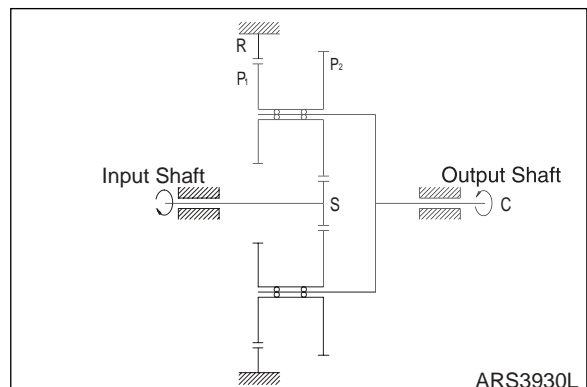 R
P₁
P₂
Input Shaft
Output Shaft
S
C
ARS3930L